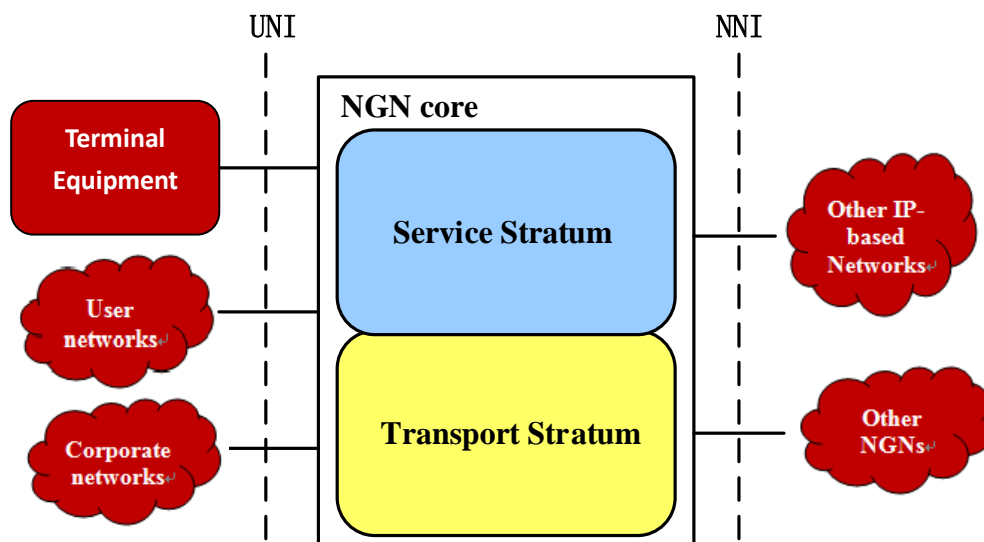 UNI
NNI
NGN core
Terminal
Equipment
Service Stratum
Other IP-
based
Networks
User
networks
Transport Stratum
Other
NGNs
Corporate
networks